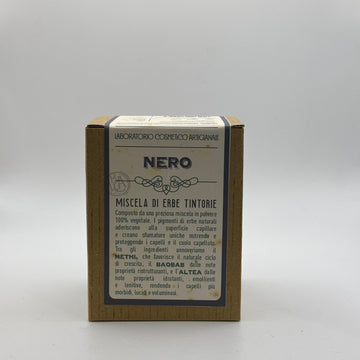 LABORATORIO COSMETICO ARTIGIANALE
NERO
MISCELA DI ERBE TINTORIE
Composto da una preziosa miscela in polvere
100% vegetale. I pigmenti di erbe naturali
aderiscono alla superficie capillare
e creano sfumature uniche nutrendo e
proteggendo i capelli e il cuoio capelluto.
Tra gli ingredienti annoveriamo il
METHI, che favorisce il naturale ciclo
di crescita, il BAOBAB dalle note
proprietà ristrutturanti, e l'ALTEA dalle
note proprietà idratanti, emollienti
e lenitive, rendendo i capelli più
morbidi, lucidi e voluminosi.